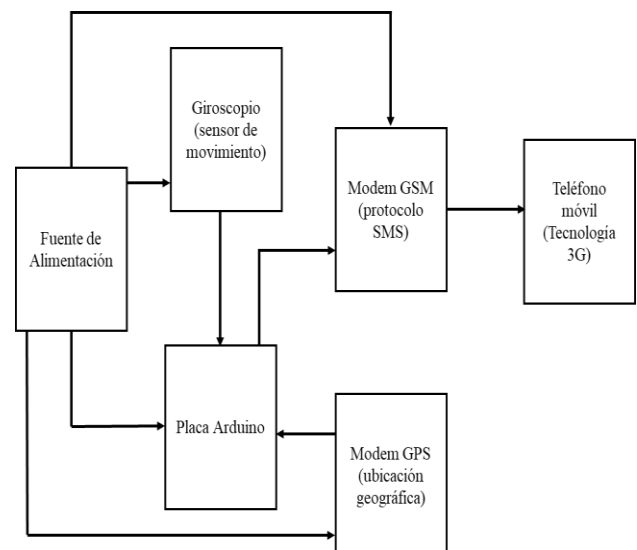 Giroscopio
(sensor de
movimiento)
Fuente de
Alimentación
Modem GSM
(protocolo
SMS)
Teléfono
móvil
(Tecnología
3G)
Placa Arduino
Modem GPS
(ubicación
geográfica)